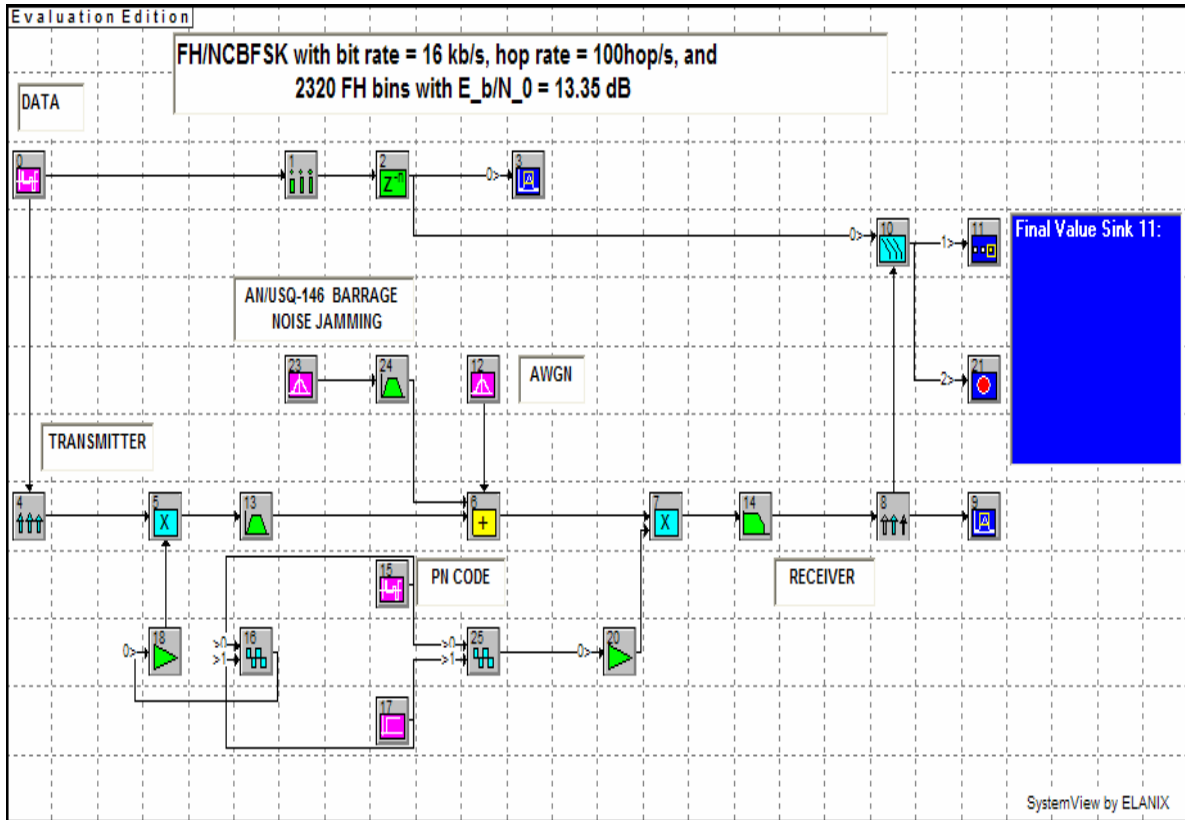 Evaluation Edition
FH/NCBFSK with bit rate = 16 kb/s, hop rate = 100hop/s, and
2320 FH bins with E_b/N_0 = 13.35 dB
DATA
0
1
2
Z⁻ⁿ
0>
3
0>
10
1>
11
Final Value Sink 11:
AN/USQ-146 BARRAGE
NOISE JAMMING
23
24
12
AWGN
2>
21
TRANSMITTER
4
5
X
13
6
+
7
X
14
8
9
15
PN CODE
RECEIVER
0>
18
>0
>1
16
>0
>1
25
0>
20
17
SystemView by ELANIX